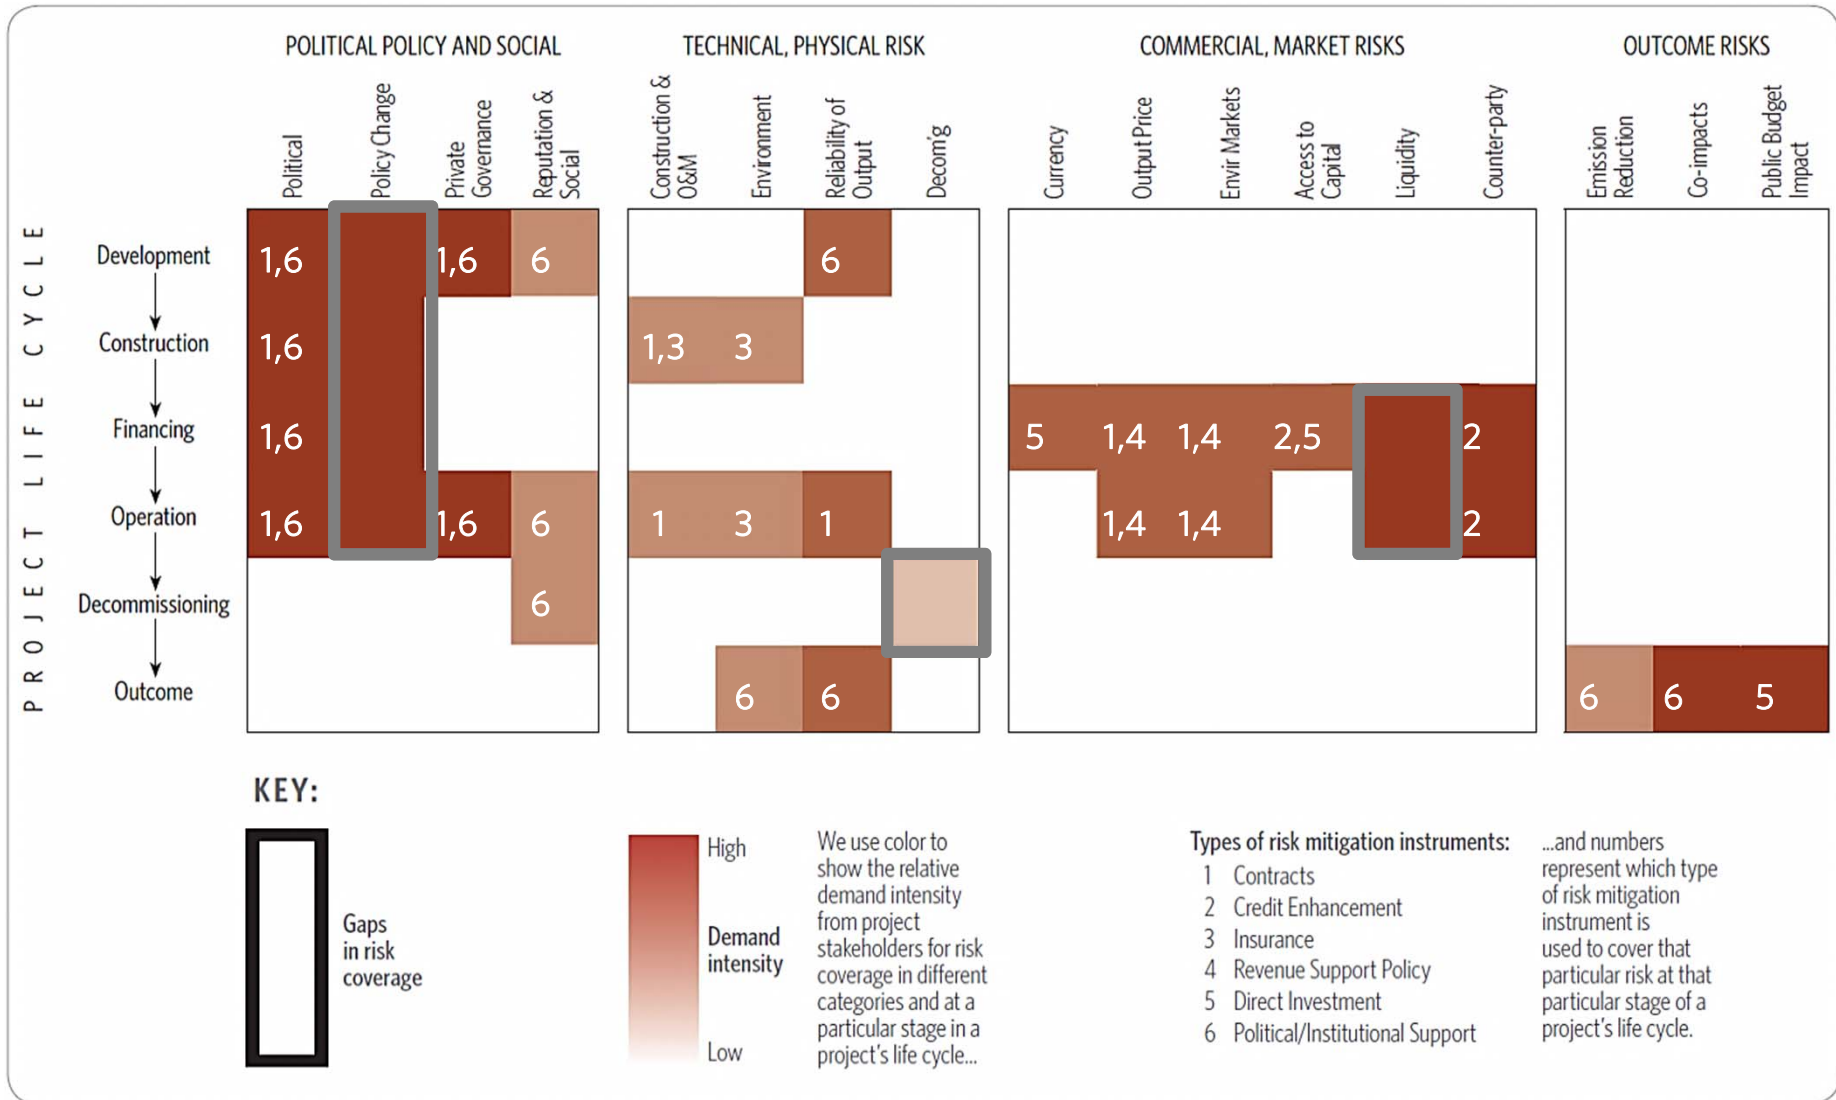 POLITICAL POLICY AND SOCIAL
TECHNICAL, PHYSICAL RISK
COMMERCIAL, MARKET RISKS
OUTCOME RISKS
Political
Policy Change
Private
Governance
Reputation &
Social
Construction &
O&M
Environment
Reliability of
Output
Decom'g
Currency
Output Price
Envir Markets
Access to
Capital
Liquidity
Counter-party
Emission
Reduction
Co-impacts
Public Budget
Impact
PROJECT LIFE CYCLE
Development
1,6
1,6
6
6
Construction
1,6
1,3
3
Financing
1,6
5
1,4
1,4
2,5
2
Operation
1,6
1,6
6
1
3
1
1,4
1,4
2
Decommissioning
6
Outcome
6
6
6
6
5
KEY:
Gaps
in risk
coverage
High
Demand
intensity
Low
We use color to
show the relative
demand intensity
from project
stakeholders for risk
coverage in different
categories and at a
particular stage in a
project's life cycle...
Types of risk mitigation instruments:
1 Contracts
2 Credit Enhancement
3 Insurance
4 Revenue Support Policy
5 Direct Investment
6 Political/Institutional Support
...and numbers
represent which type
of risk mitigation
instrument is
used to cover that
particular risk at that
particular stage of a
project's life cycle.